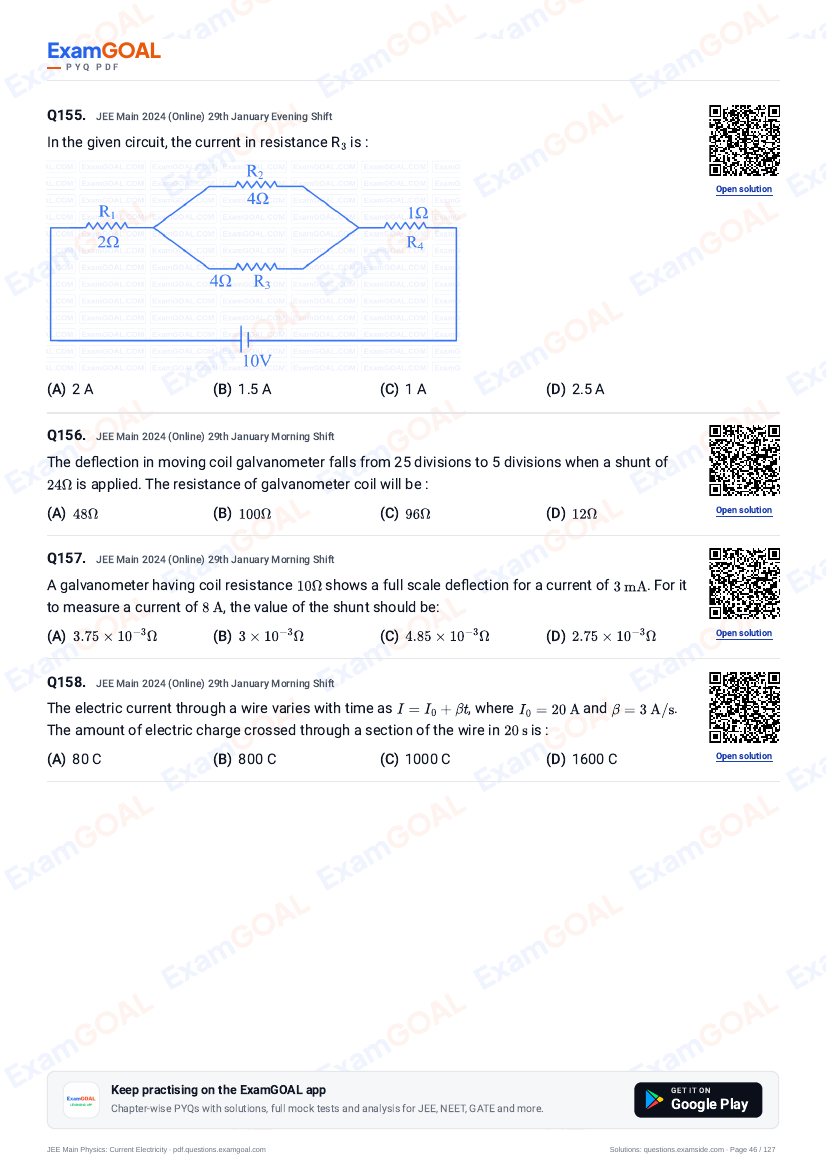 ExamGOAL
PYQ PDF
Q155. JEE Main 2024 (Online) 29th January Evening Shift
In the given circuit, the current in resistance R₃ is :
R₂
4Ω
R₁
2Ω
1Ω
R₄
4Ω R₃
10V
(A) 2 A (B) 1.5 A (C) 1 A (D) 2.5 A
Open solution
Q156. JEE Main 2024 (Online) 29th January Morning Shift
The deflection in moving coil galvanometer falls from 25 divisions to 5 divisions when a shunt of
24Ω is applied. The resistance of galvanometer coil will be :
(A) 48Ω (B) 100Ω (C) 96Ω (D) 12Ω
Open solution
Q157. JEE Main 2024 (Online) 29th January Morning Shift
A galvanometer having coil resistance 10Ω shows a full scale deflection for a current of 3 mA. For it
to measure a current of 8 A, the value of the shunt should be:
(A) 3.75 × 10⁻³Ω (B) 3 × 10⁻³Ω (C) 4.85 × 10⁻³Ω (D) 2.75 × 10⁻³Ω
Open solution
Q158. JEE Main 2024 (Online) 29th January Morning Shift
The electric current through a wire varies with time as I = I₀ + βt, where I₀ = 20 A and β = 3 A/s.
The amount of electric charge crossed through a section of the wire in 20 s is :
(A) 80 C (B) 800 C (C) 1000 C (D) 1600 C
Open solution
Keep practising on the ExamGOAL app
Chapter-wise PYQs with solutions, full mock tests and analysis for JEE, NEET, GATE and more.
GET IT ON
Google Play
JEE Main Physics: Current Electricity · pdf.questions.examgoal.com
Solutions: questions.examside.com · Page 46 / 127